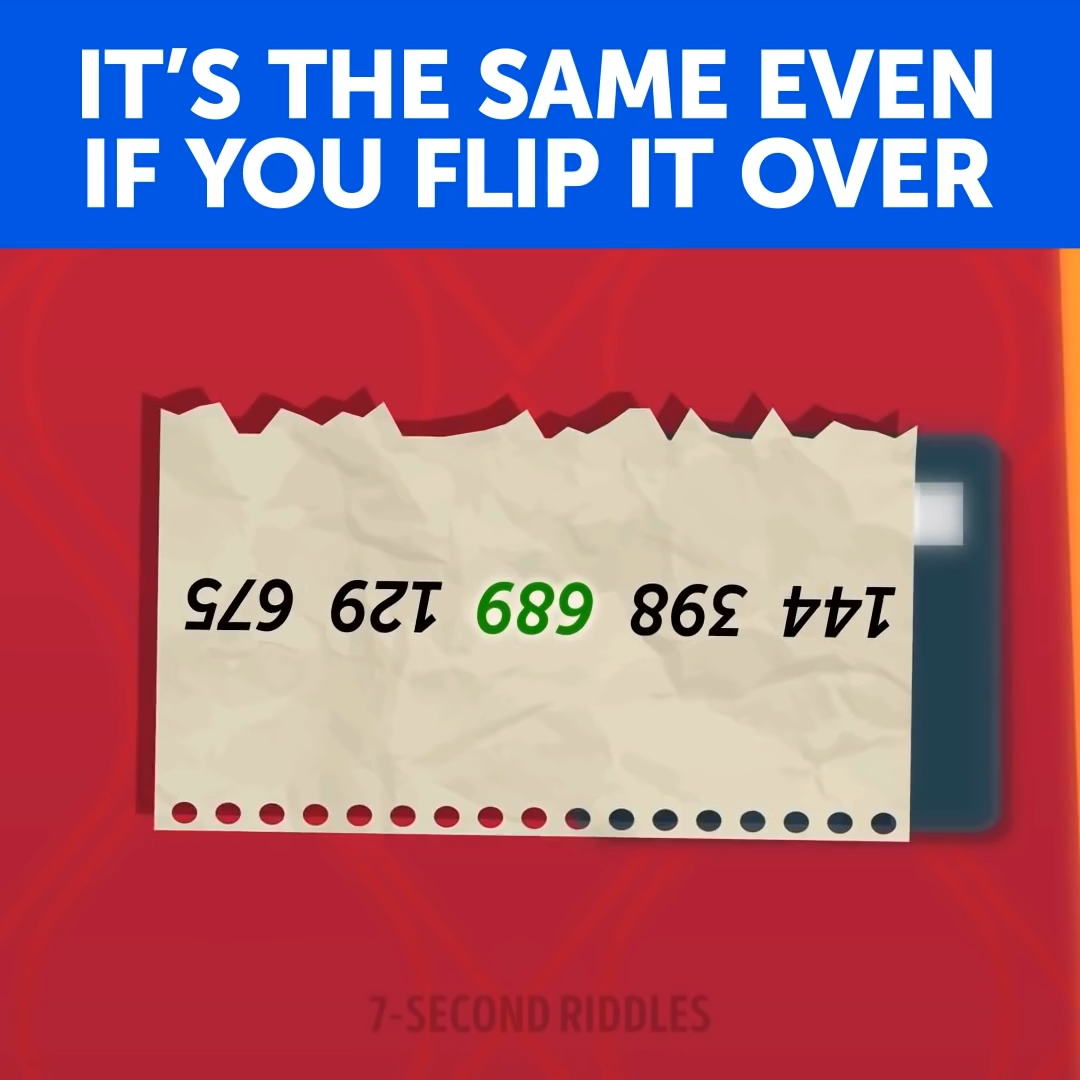 IT'S THE SAME EVEN
IF YOU FLIP IT OVER
144 398 689 129 675
7-SECOND RIDDLES